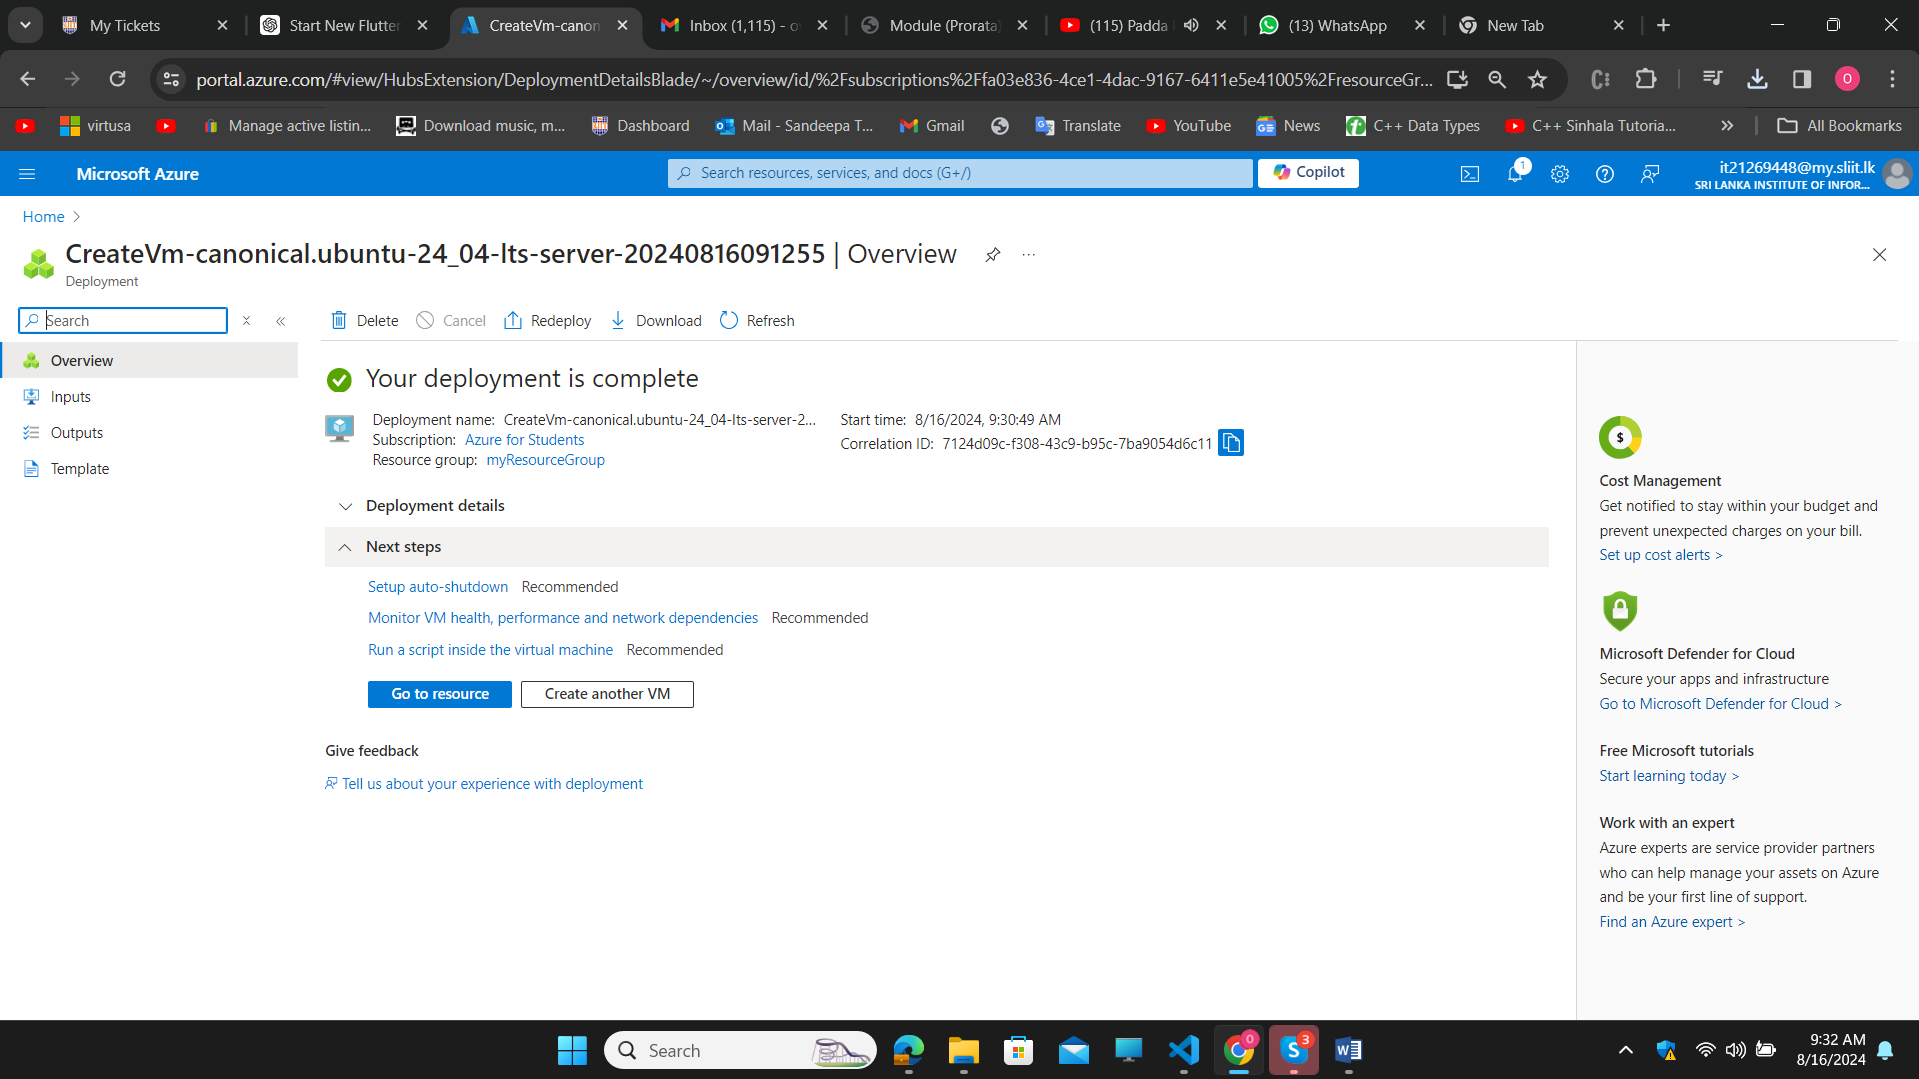 My Tickets
Start New Flutter
CreateVm-canon
Inbox (1,115) - o
Module (Prorata)
(115) Padda
(13) WhatsApp
New Tab
portal.azure.com/#view/HubsExtension/DeploymentDetailsBlade/~/overview/id/%2Fsubscriptions%2Ffa03e836-4ce1-4dac-9167-6411e5e41005%2FresourceGr...
O
virtusa
Manage active listin...
Download music, m...
Dashboard
Mail - Sandeepa T...
Gmail
Translate
YouTube
News
C++ Data Types
C++ Sinhala Tutoria...
All Bookmarks
Microsoft Azure
Search resources, services, and docs (G+/)
Copilot
1
it21269448@my.sliit.lk
SRI LANKA INSTITUTE OF INFOR...
Home
CreateVm-canonical.ubuntu-24_04-lts-server-20240816091255 | Overview
Deployment
Search
Delete
Cancel
Redeploy
Download
Refresh
Overview
Inputs
Outputs
Template
Your deployment is complete
Deployment name: CreateVm-canonical.ubuntu-24_04-lts-server-2...
Subscription: Azure for Students
Resource group: myResourceGroup
Start time: 8/16/2024, 9:30:49 AM
Correlation ID: 7124d09c-f308-43c9-b95c-7ba9054d6c11
Deployment details
Next steps
Setup auto-shutdown Recommended
Monitor VM health, performance and network dependencies Recommended
Run a script inside the virtual machine Recommended
Go to resource
Create another VM
Give feedback
Tell us about your experience with deployment
$
Cost Management
Get notified to stay within your budget and
prevent unexpected charges on your bill.
Set up cost alerts >
Microsoft Defender for Cloud
Secure your apps and infrastructure
Go to Microsoft Defender for Cloud >
Free Microsoft tutorials
Start learning today >
Work with an expert
Azure experts are service provider partners
who can help manage your assets on Azure
and be your first line of support.
Find an Azure expert >
Search
3
9:32 AM
8/16/2024